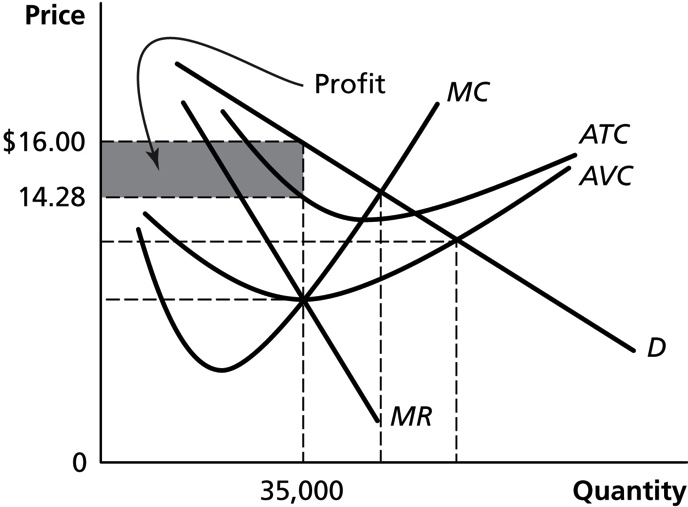 Price
Profit
MC
ATC
$16.00
AVC
14.28
D
MR
0
35,000
Quantity